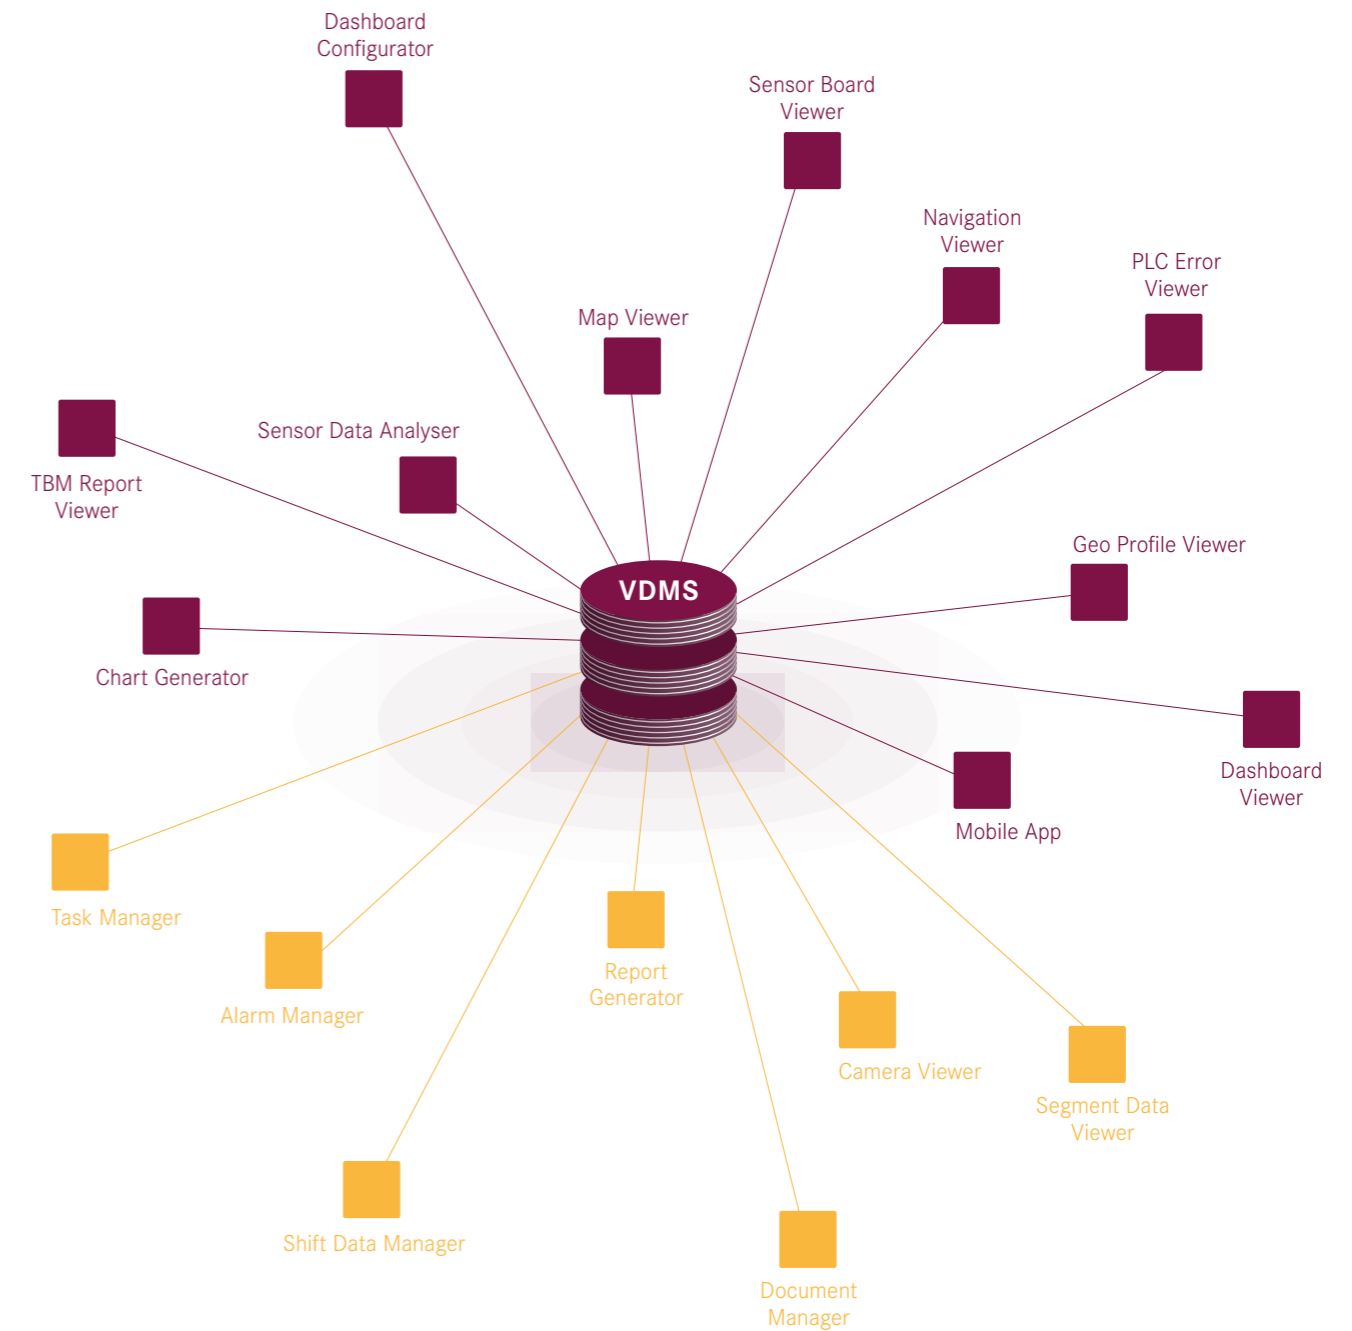 Dashboard
Configurator
Sensor Board
Viewer
Navigation
Viewer
PLC Error
Viewer
Map Viewer
Sensor Data Analyser
TBM Report
Viewer
Geo Profile Viewer
VDMS
Chart Generator
Dashboard
Viewer
Mobile App
Task Manager
Report
Generator
Alarm Manager
Camera Viewer
Segment Data
Viewer
Shift Data Manager
Document
Manager